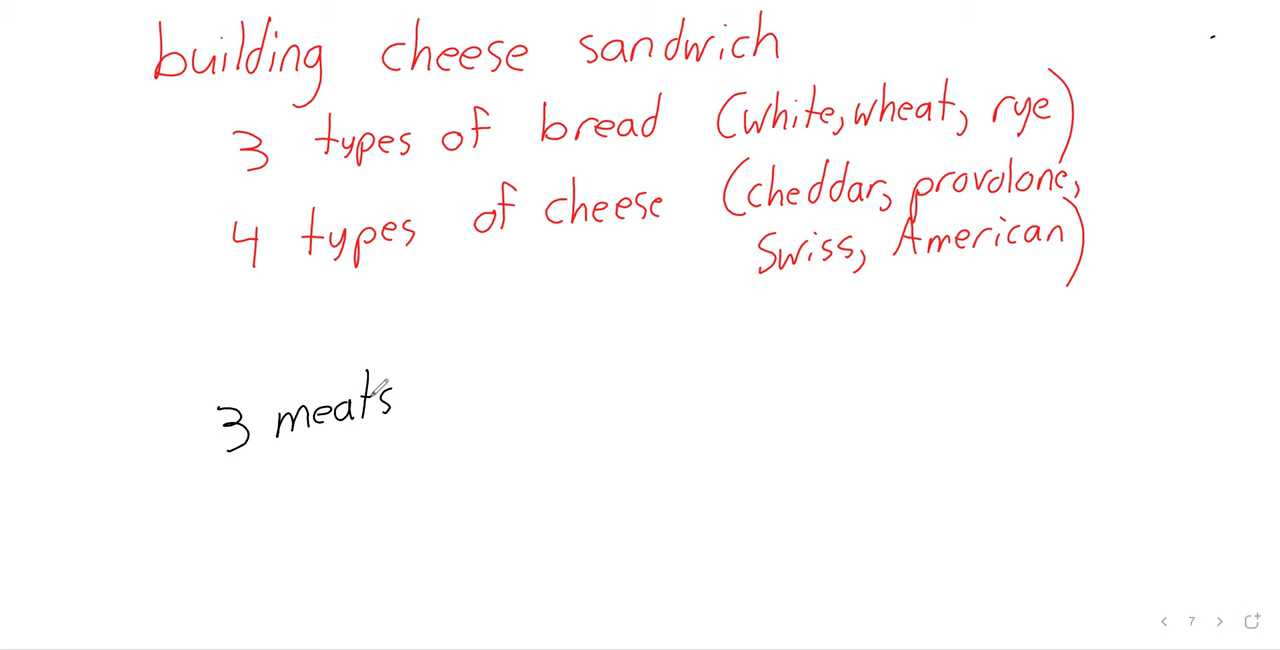 building cheese sandwich
3 types of bread (white, wheat, rye)
4 types of cheese (cheddar, provolone,
Swiss, American)
3 meats
7